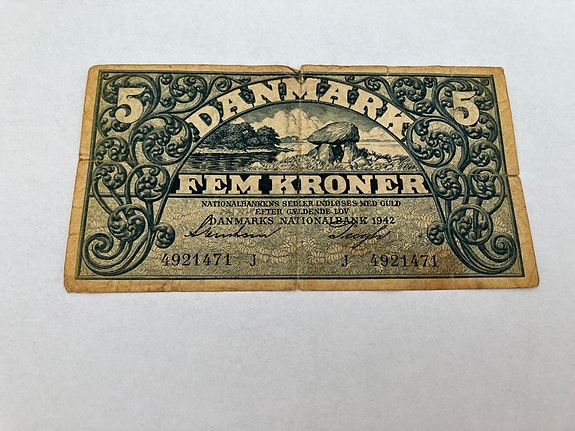 5 DANMARK 5
FEM KRONER
NATIONALBANKENS SEDLER INDLØSES MED GULD
EFTER GÆLDENDE LOV
DANMARKS NATIONALBANK 1942
4921471 J J 4921471